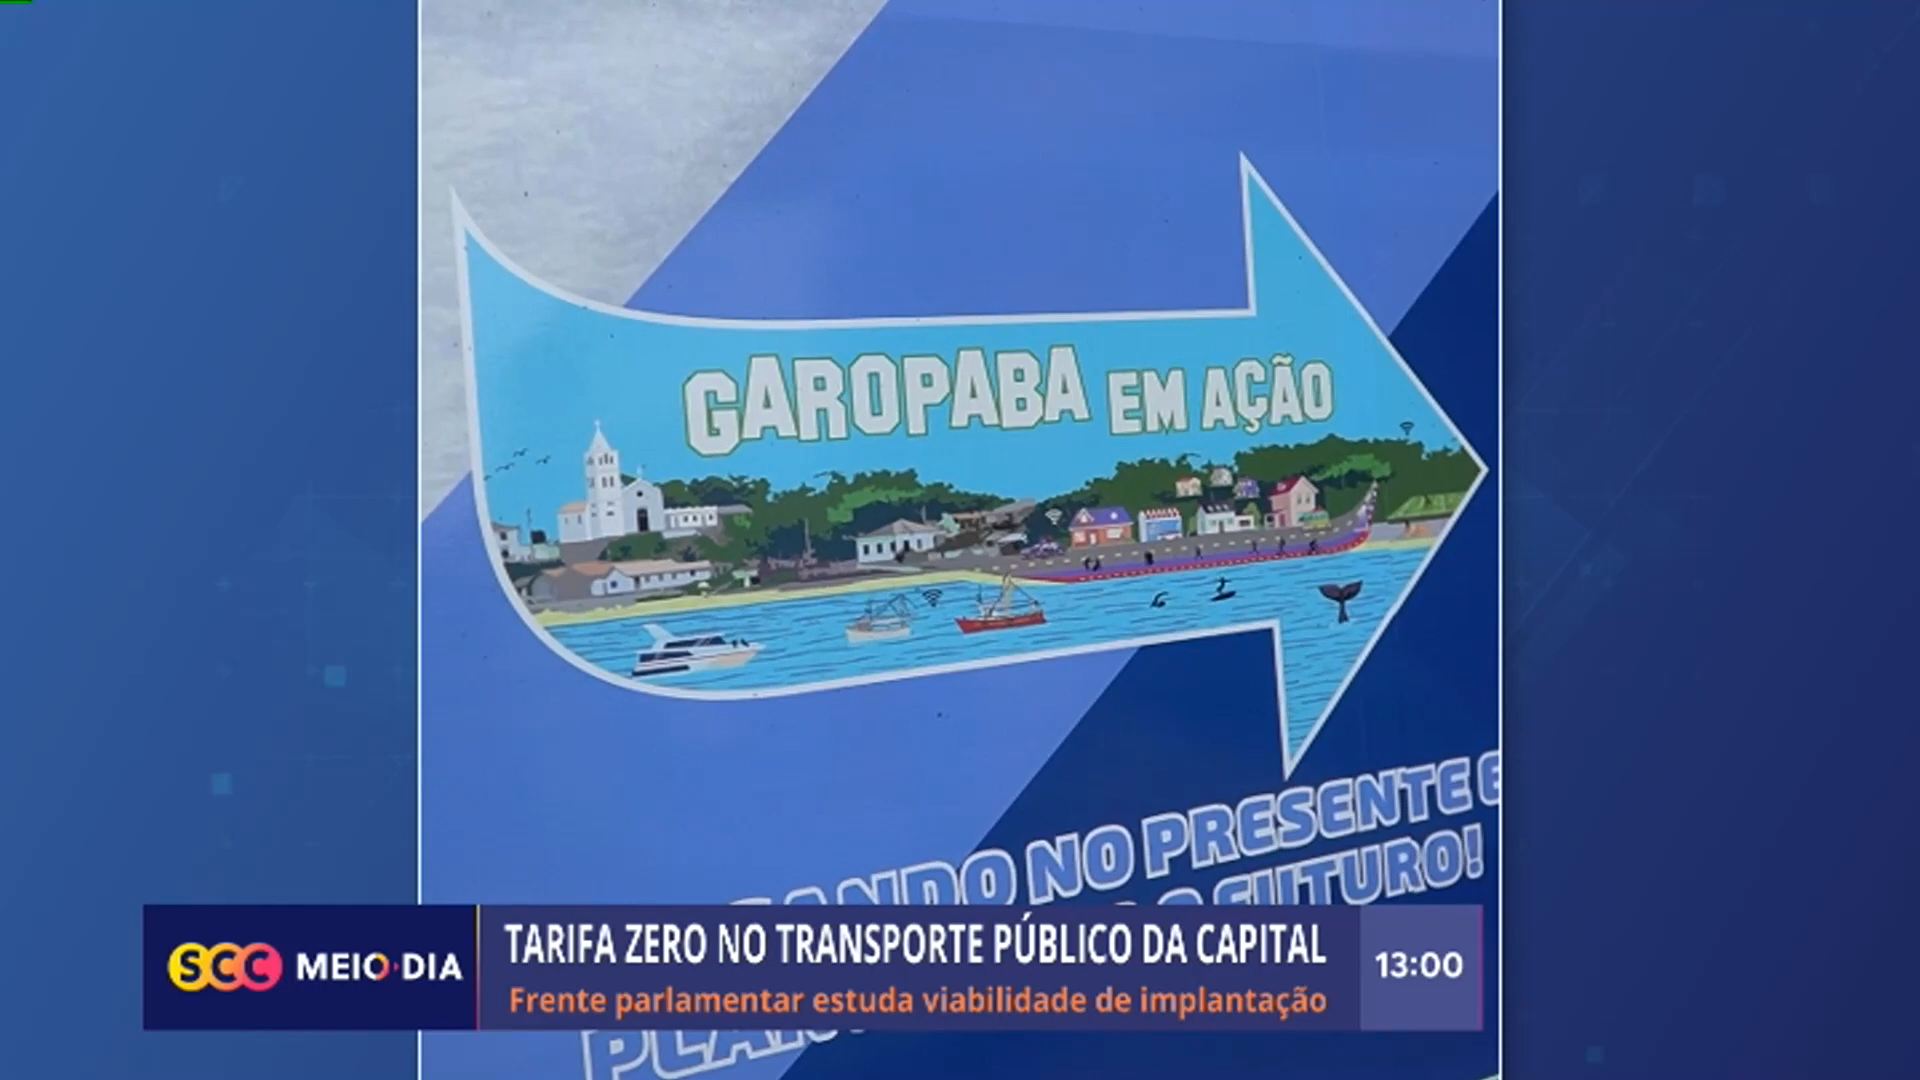 GAROPABA EM AÇÃO
NO PRESENTE E
FUTURO!
SCC MEIO-DIA
TARIFA ZERO NO TRANSPORTE PÚBLICO DA CAPITAL
Frente parlamentar estuda viabilidade de implantação
13:00